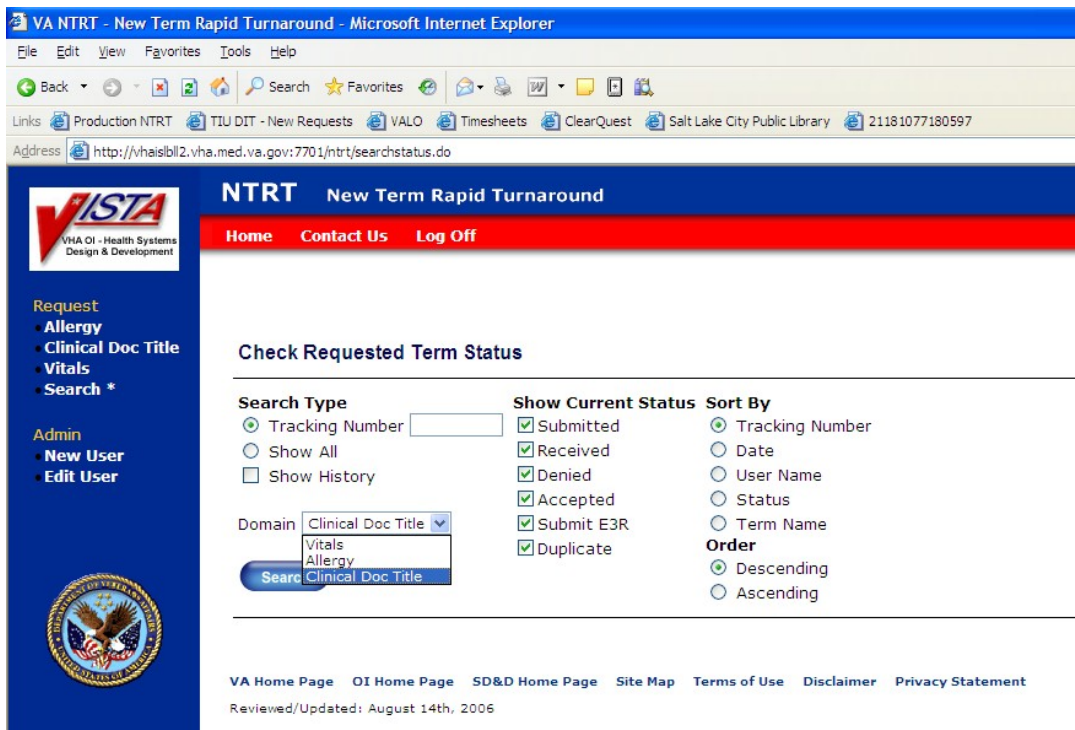 VA NTRT - New Term Rapid Turnaround - Microsoft Internet Explorer
File Edit View Favorites Tools Help
Back Search Favorites
Links Production NTRT TIU DIT - New Requests VALO Timesheets ClearQuest Salt Lake City Public Library 21181077180597
Address http://vhaislbll2.vha.med.va.gov:7701/ntrt/searchstatus.do
VISTA
VHA OI - Health Systems
Design & Development
NTRT New Term Rapid Turnaround
Home Contact Us Log Off
Request
Allergy
Clinical Doc Title
Vitals
Search *
Admin
New User
Edit User
Check Requested Term Status
Search Type
Tracking Number
Show All
Show History
Domain Clinical Doc Title
Vitals
Allergy
Clinical Doc Title
Searc
Show Current Status
Submitted
Received
Denied
Accepted
Submit E3R
Duplicate
Sort By
Tracking Number
Date
User Name
Status
Term Name
Order
Descending
Ascending
VA Home Page OI Home Page SD&D Home Page Site Map Terms of Use Disclaimer Privacy Statement
Reviewed/Updated: August 14th, 2006